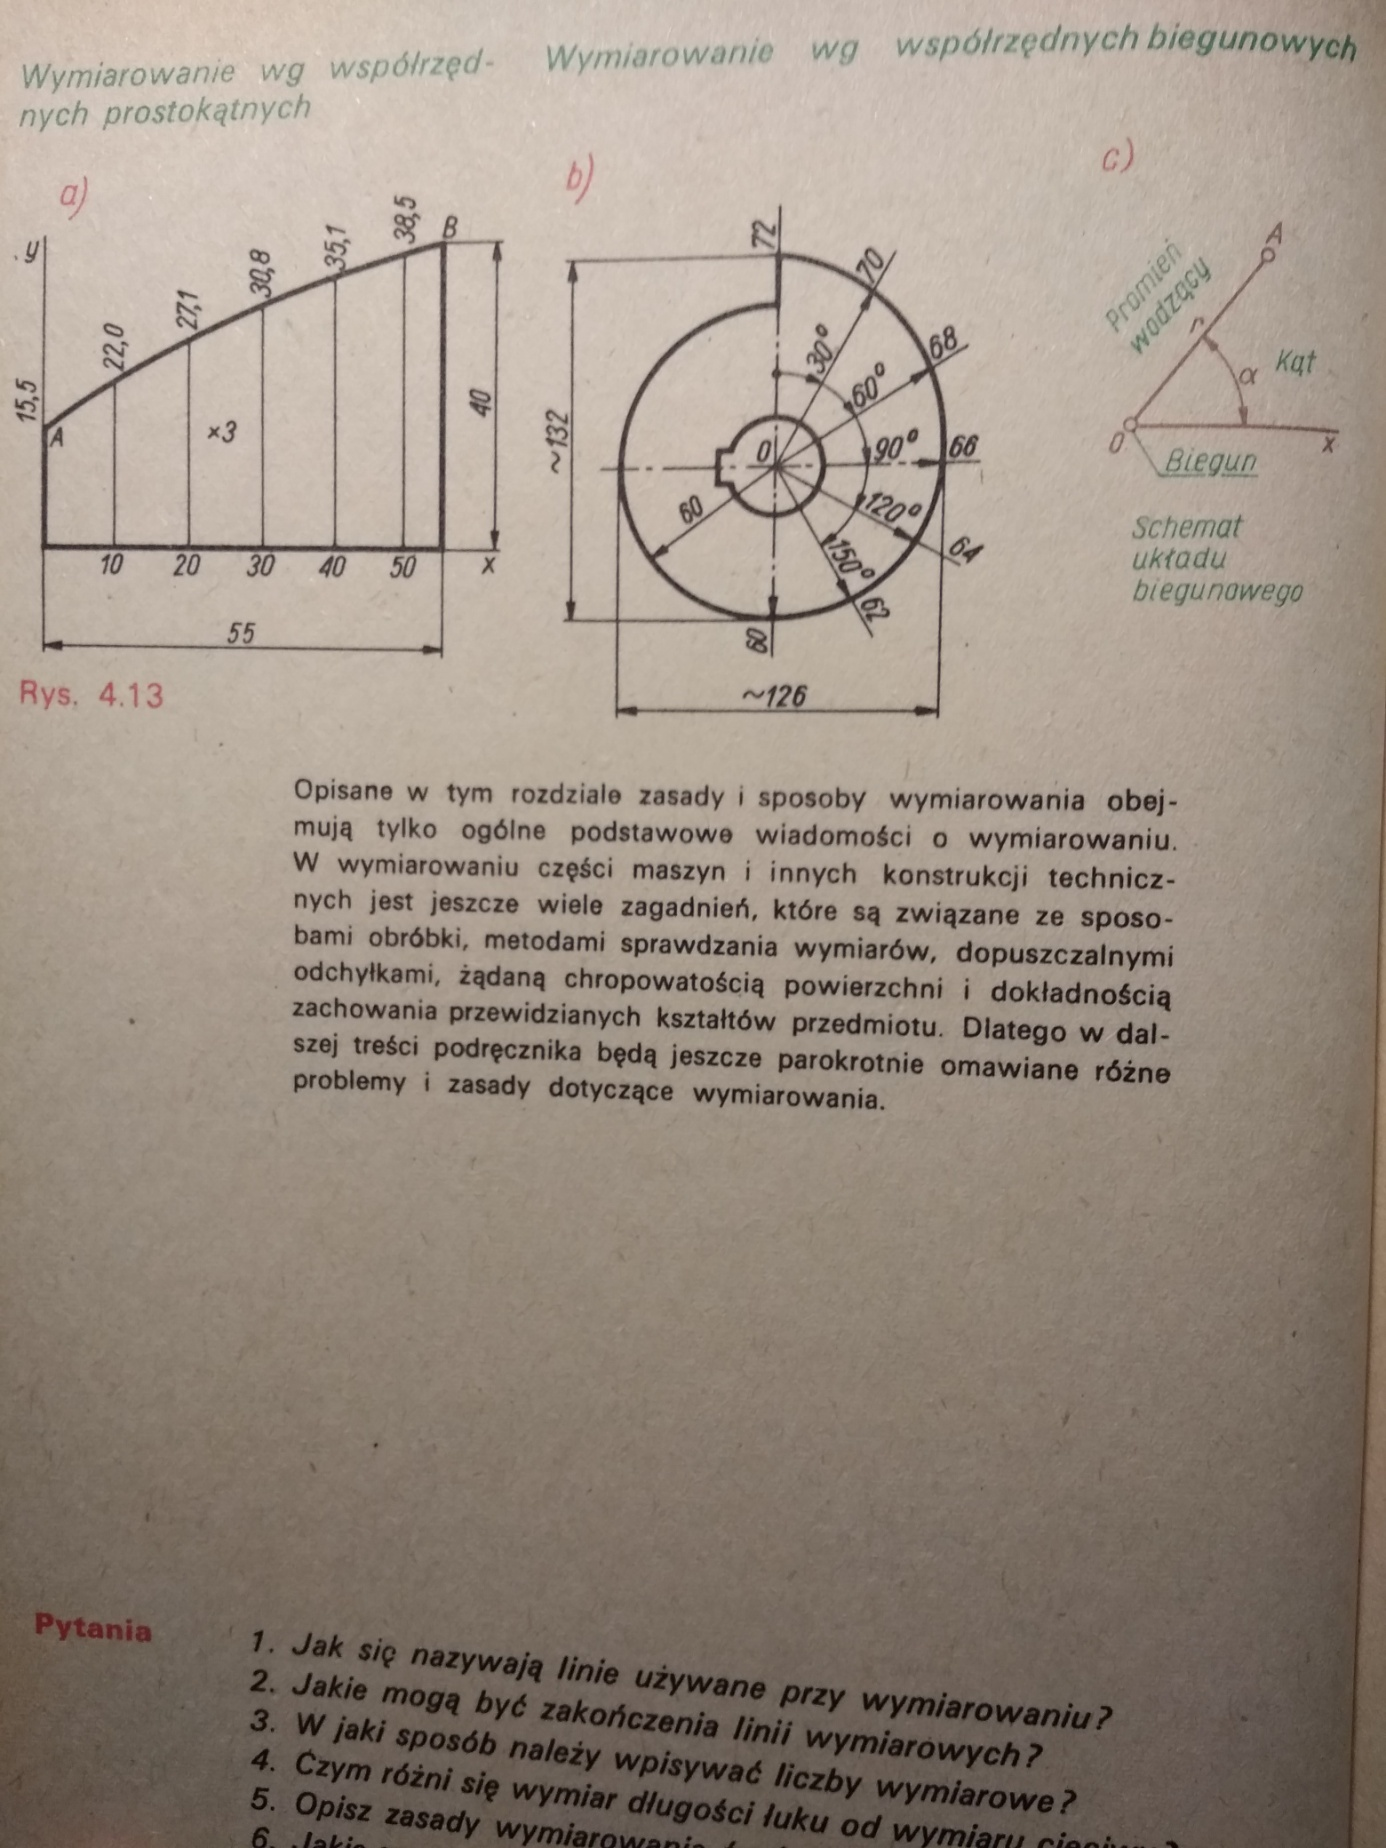 Wymiarowanie wg współrzęd-
nych prostokątnych
Wymiarowanie wg współrzędnych biegunowych
a)
y
15,5
22,0
27,1
30,8
35,1
38,5
B
A
×3
40
10 20 30 40 50 x
55
b)
72
70
68
66
64
62
60
60
30°
60°
90°
120°
150°
O
~132
~126
c)
A
Promień
wodzący
r
α
Kąt
O
x
Biegun
Schemat
układu
biegunowego
Rys. 4.13
Opisane w tym rozdziale zasady i sposoby wymiarowania obej-
mują tylko ogólne podstawowe wiadomości o wymiarowaniu.
W wymiarowaniu części maszyn i innych konstrukcji technicz-
nych jest jeszcze wiele zagadnień, które są związane ze sposo-
bami obróbki, metodami sprawdzania wymiarów, dopuszczalnymi
odchyłkami, żądaną chropowatością powierzchni i dokładnością
zachowania przewidzianych kształtów przedmiotu. Dlatego w dal-
szej treści podręcznika będą jeszcze parokrotnie omawiane różne
problemy i zasady dotyczące wymiarowania.
Pytania
1. Jak się nazywają linie używane przy wymiarowaniu?
2. Jakie mogą być zakończenia linii wymiarowych?
3. W jaki sposób należy wpisywać liczby wymiarowe?
4. Czym różni się wymiar długości łuku od wymiaru
5. Opisz zasady wymiarowania
6. Jakie